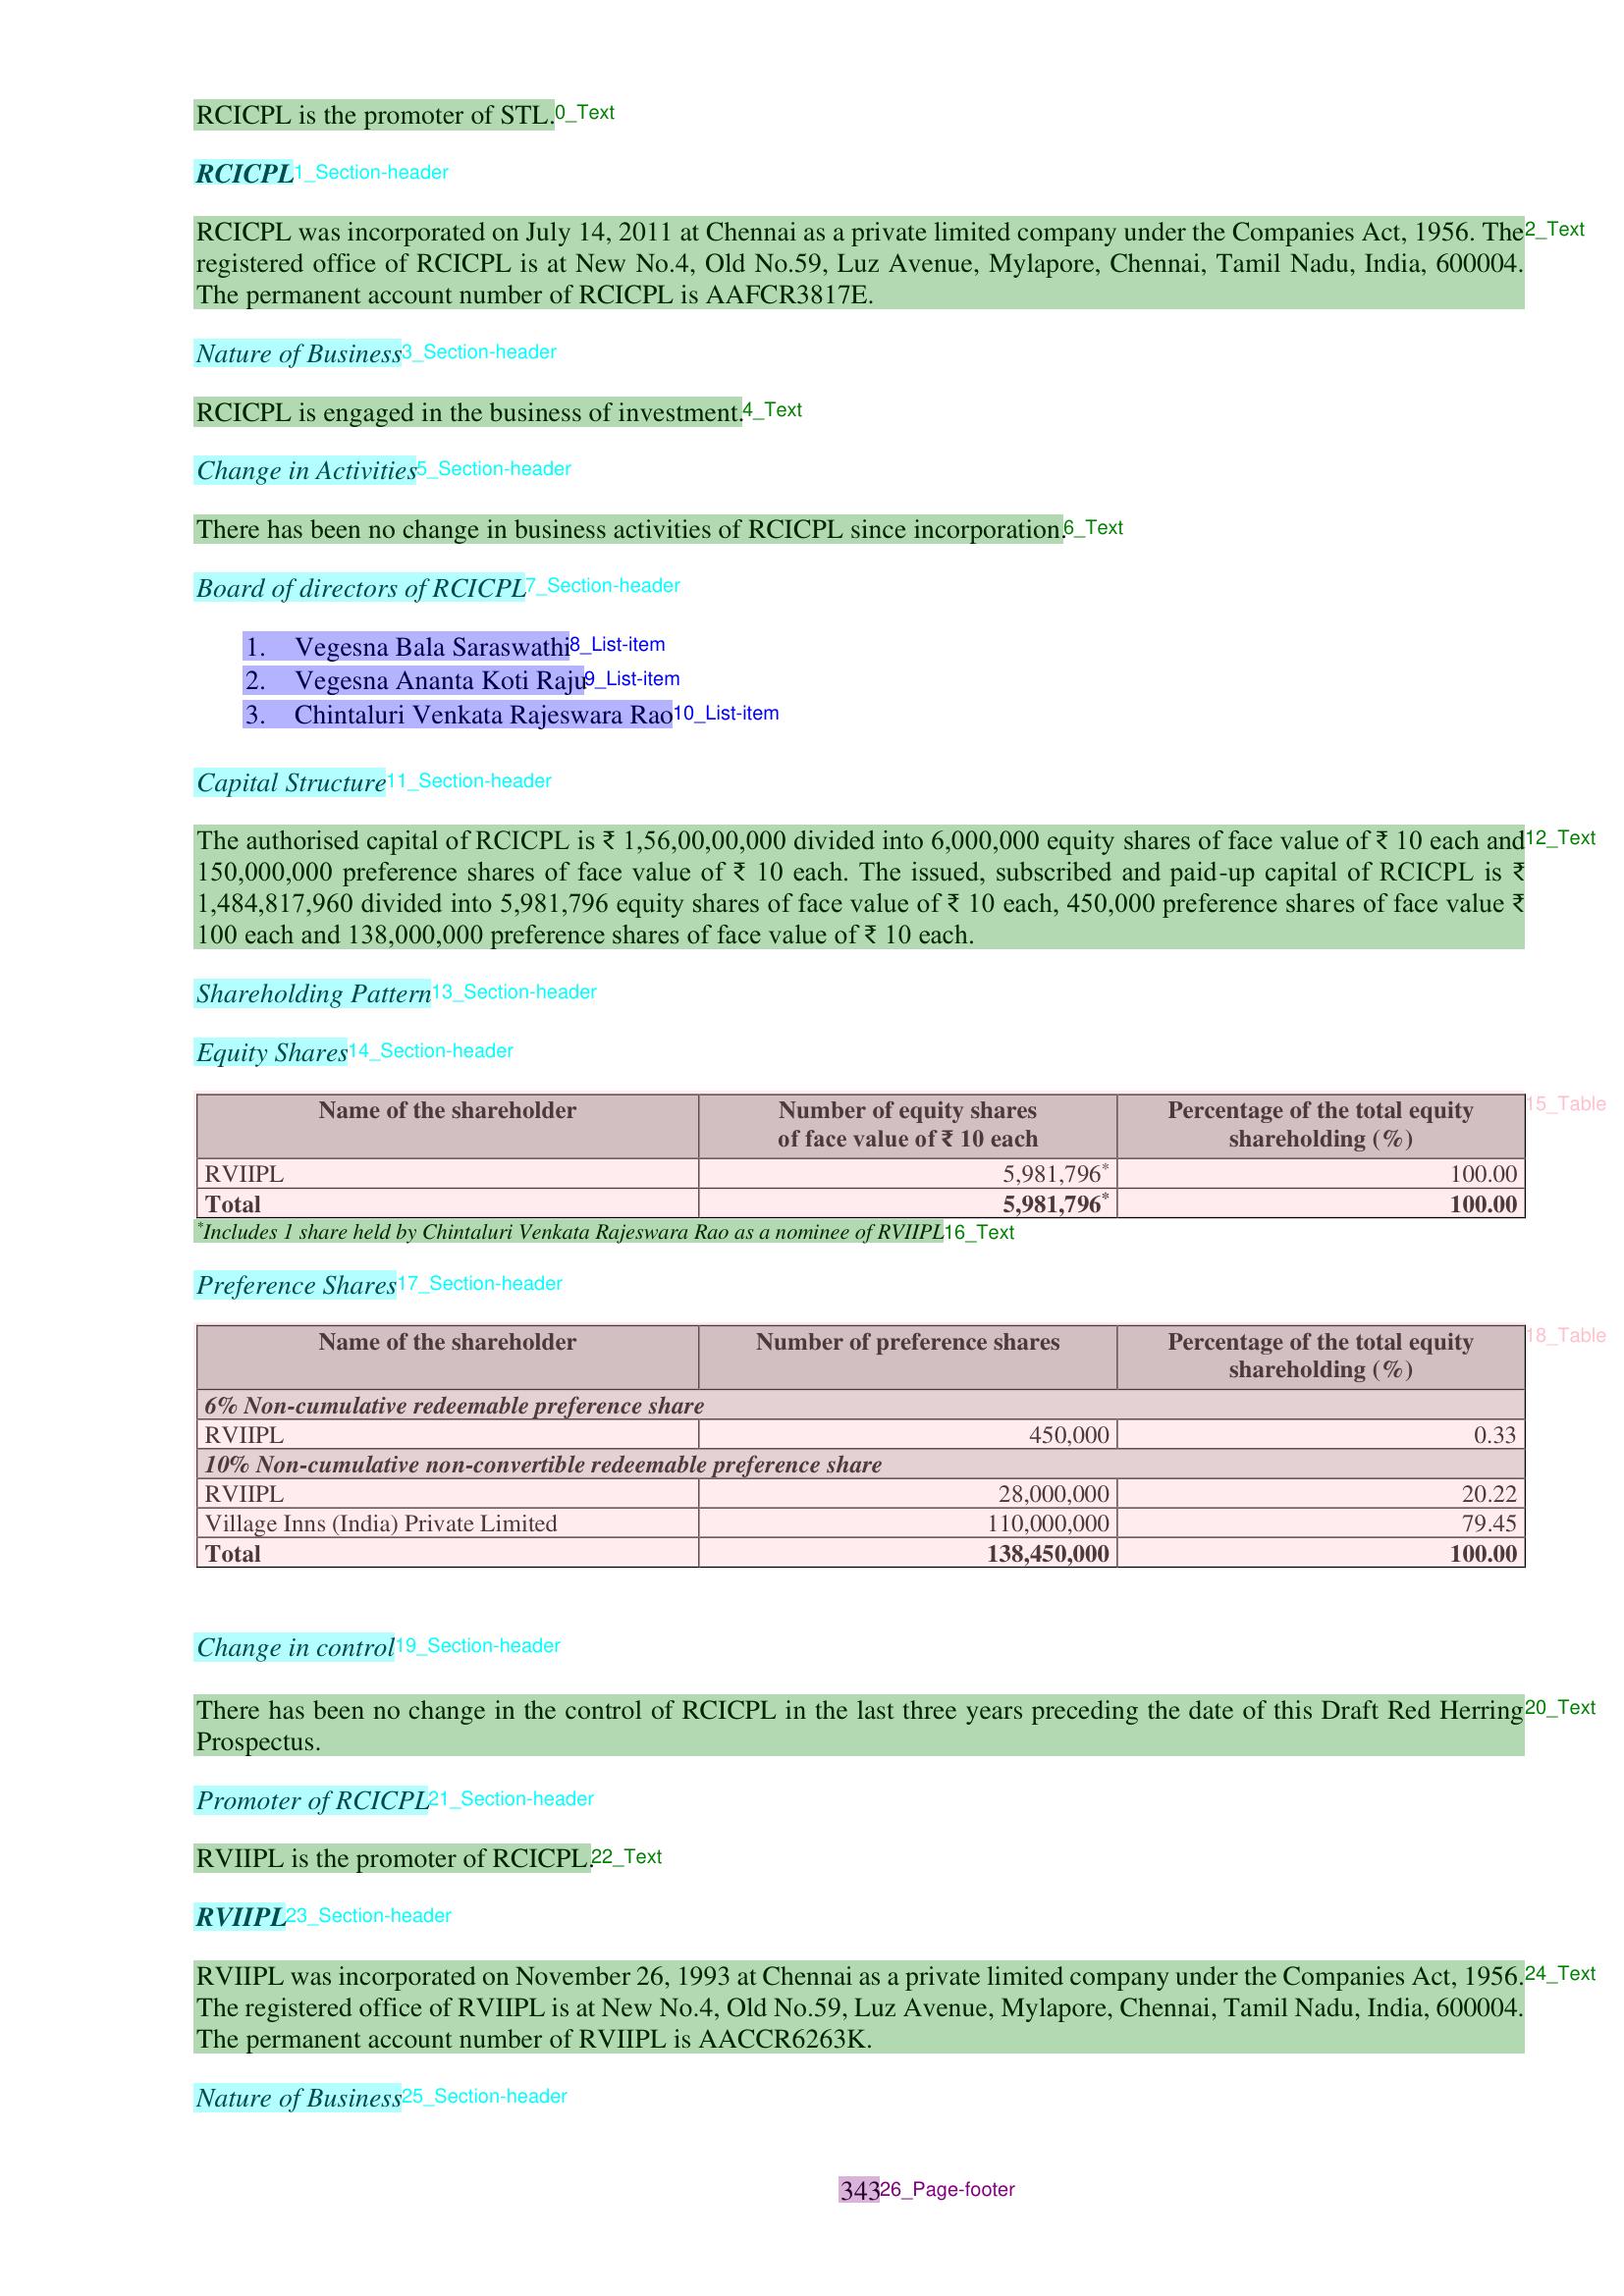 RCICPL is the promoter of STL.0_Text
RCICPL1_Section-header
RCICPL was incorporated on July 14, 2011 at Chennai as a private limited company under the Companies Act, 1956. The2_Text
registered office of RCICPL is at New No.4, Old No.59, Luz Avenue, Mylapore, Chennai, Tamil Nadu, India, 600004.
The permanent account number of RCICPL is AAFCR3817E.
Nature of Business3_Section-header
RCICPL is engaged in the business of investment.4_Text
Change in Activities5_Section-header
There has been no change in business activities of RCICPL since incorporation.6_Text
Board of directors of RCICPL7_Section-header
1. Vegesna Bala Saraswathi8_List-item
2. Vegesna Ananta Koti Raju9_List-item
3. Chintaluri Venkata Rajeswara Rao10_List-item
Capital Structure11_Section-header
The authorised capital of RCICPL is ₹ 1,56,00,00,000 divided into 6,000,000 equity shares of face value of ₹ 10 each and12_Text
150,000,000 preference shares of face value of ₹ 10 each. The issued, subscribed and paid-up capital of RCICPL is ₹
1,484,817,960 divided into 5,981,796 equity shares of face value of ₹ 10 each, 450,000 preference shares of face value ₹
100 each and 138,000,000 preference shares of face value of ₹ 10 each.
Shareholding Pattern13_Section-header
Equity Shares14_Section-header
Name of the shareholder Number of equity shares Percentage of the total equity 15_Table
of face value of ₹ 10 each shareholding (%)
RVIIPL 5,981,796* 100.00
Total 5,981,796* 100.00
*Includes 1 share held by Chintaluri Venkata Rajeswara Rao as a nominee of RVIIPL16_Text
Preference Shares17_Section-header
Name of the shareholder Number of preference shares Percentage of the total equity 18_Table
shareholding (%)
6% Non-cumulative redeemable preference share
RVIIPL 450,000 0.33
10% Non-cumulative non-convertible redeemable preference share
RVIIPL 28,000,000 20.22
Village Inns (India) Private Limited 110,000,000 79.45
Total 138,450,000 100.00
Change in control19_Section-header
There has been no change in the control of RCICPL in the last three years preceding the date of this Draft Red Herring20_Text
Prospectus.
Promoter of RCICPL21_Section-header
RVIIPL is the promoter of RCICPL.22_Text
RVIIPL23_Section-header
RVIIPL was incorporated on November 26, 1993 at Chennai as a private limited company under the Companies Act, 1956.24_Text
The registered office of RVIIPL is at New No.4, Old No.59, Luz Avenue, Mylapore, Chennai, Tamil Nadu, India, 600004.
The permanent account number of RVIIPL is AACCR6263K.
Nature of Business25_Section-header
34326_Page-footer